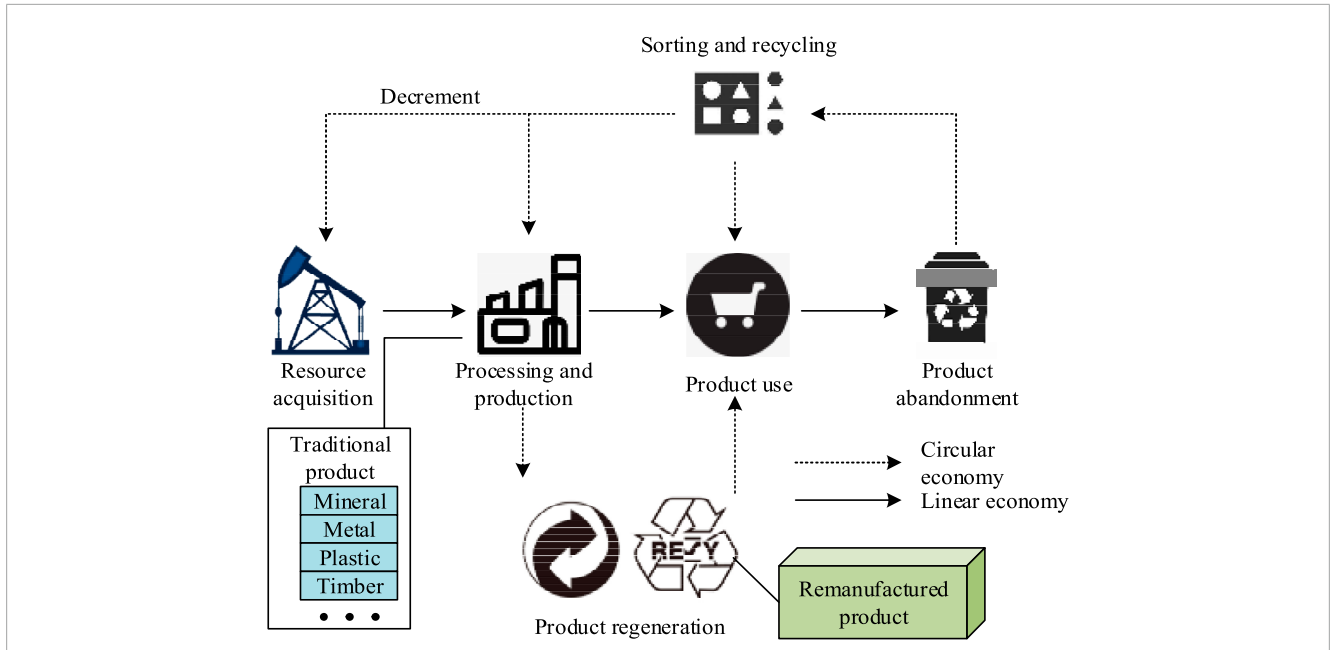 Sorting and recycling
Decrement
Resource
acquisition
Processing and
production
Product use
Product
abandonment
Traditional
product
Mineral
Metal
Plastic
Timber
• • •
Circular
economy
Linear economy
RESY
Remanufactured
product
Product regeneration